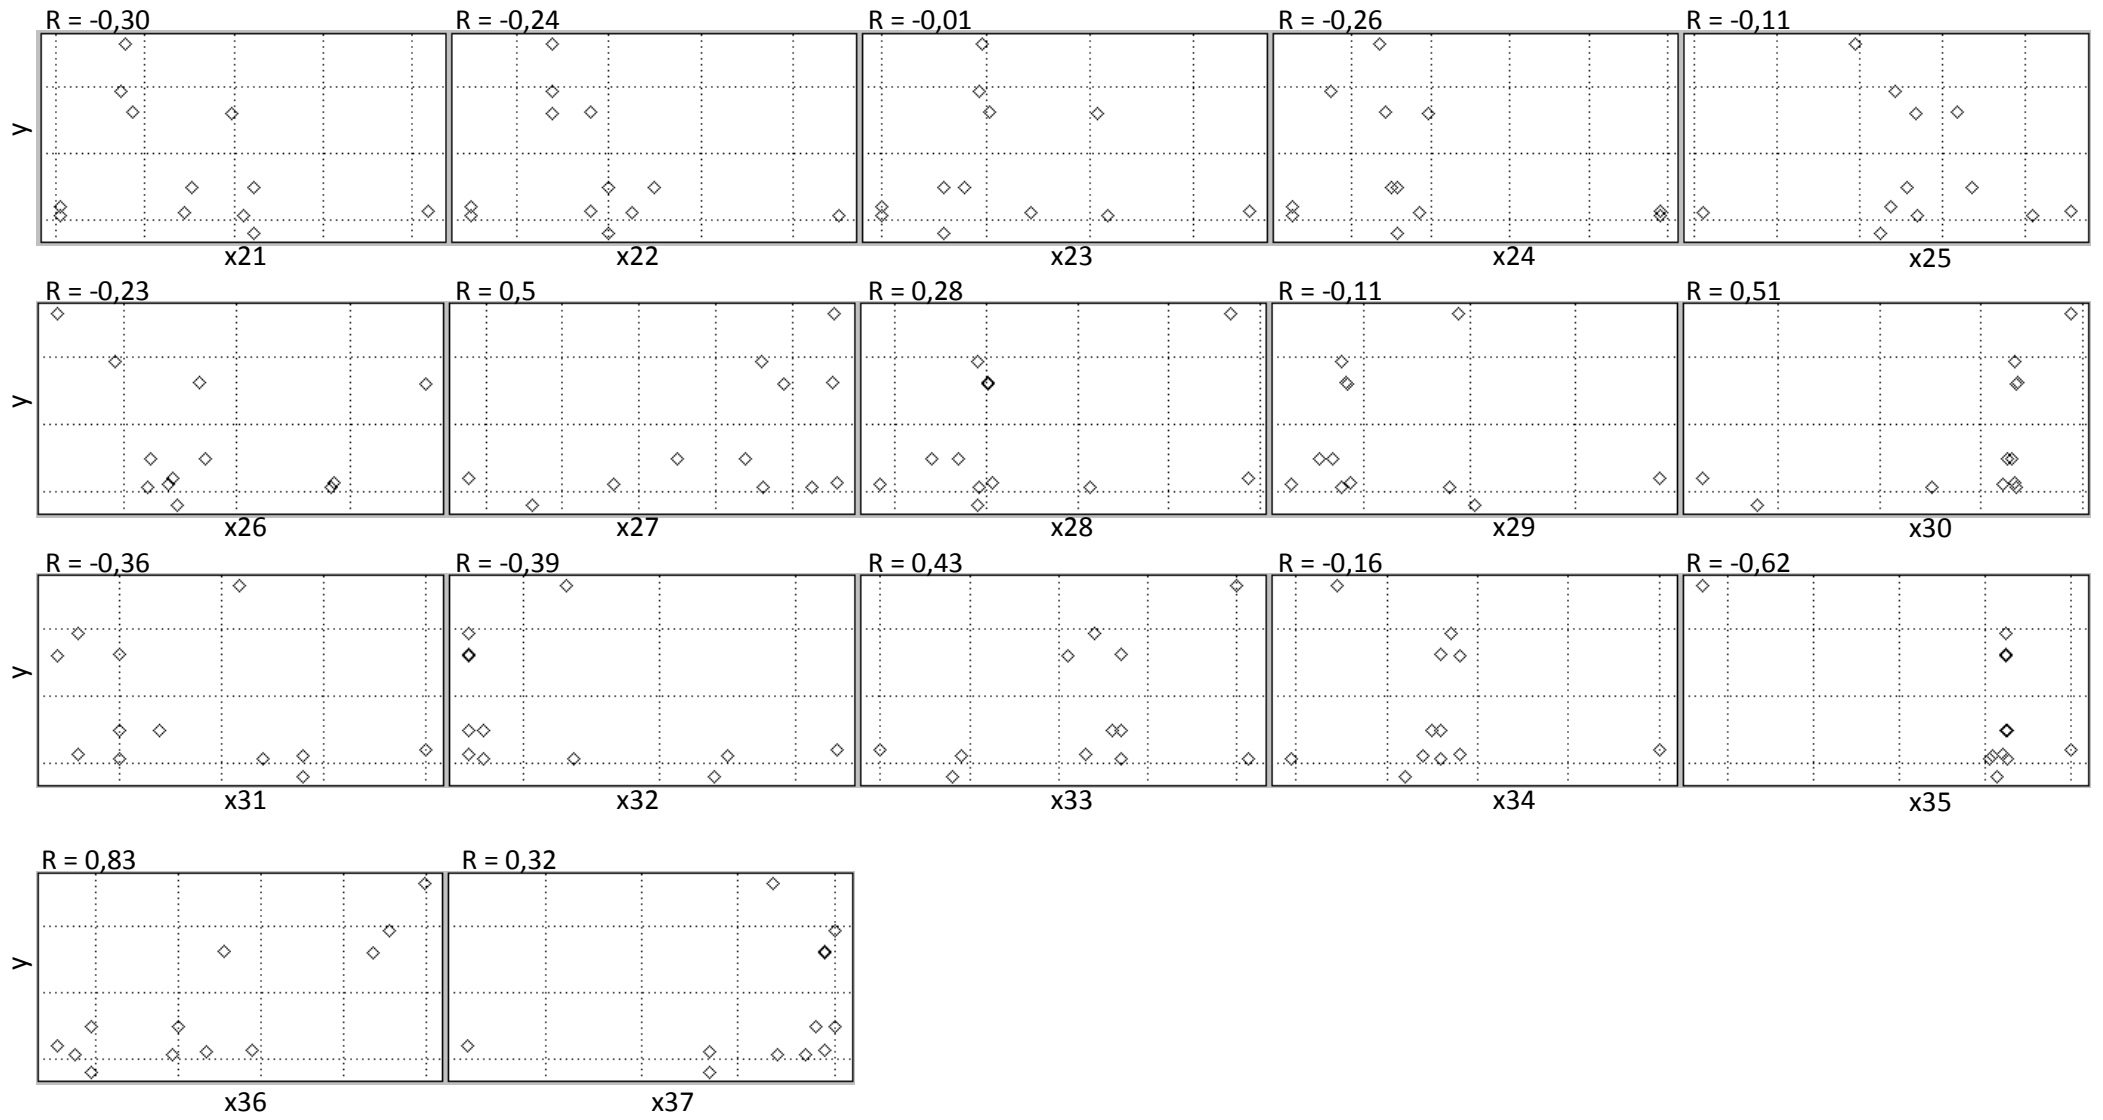 R = -0,30 R = -0,24 R = -0,01 R = -0,26 R = -0,11
y
x21 x22 x23 x24 x25
R = -0,23 R = 0,5 R = 0,28 R = -0,11 R = 0,51
y
x26 x27 x28 x29 x30
R = -0,36 R = -0,39 R = 0,43 R = -0,16 R = -0,62
y
x31 x32 x33 x34 x35
R = 0,83 R = 0,32
y
x36 x37